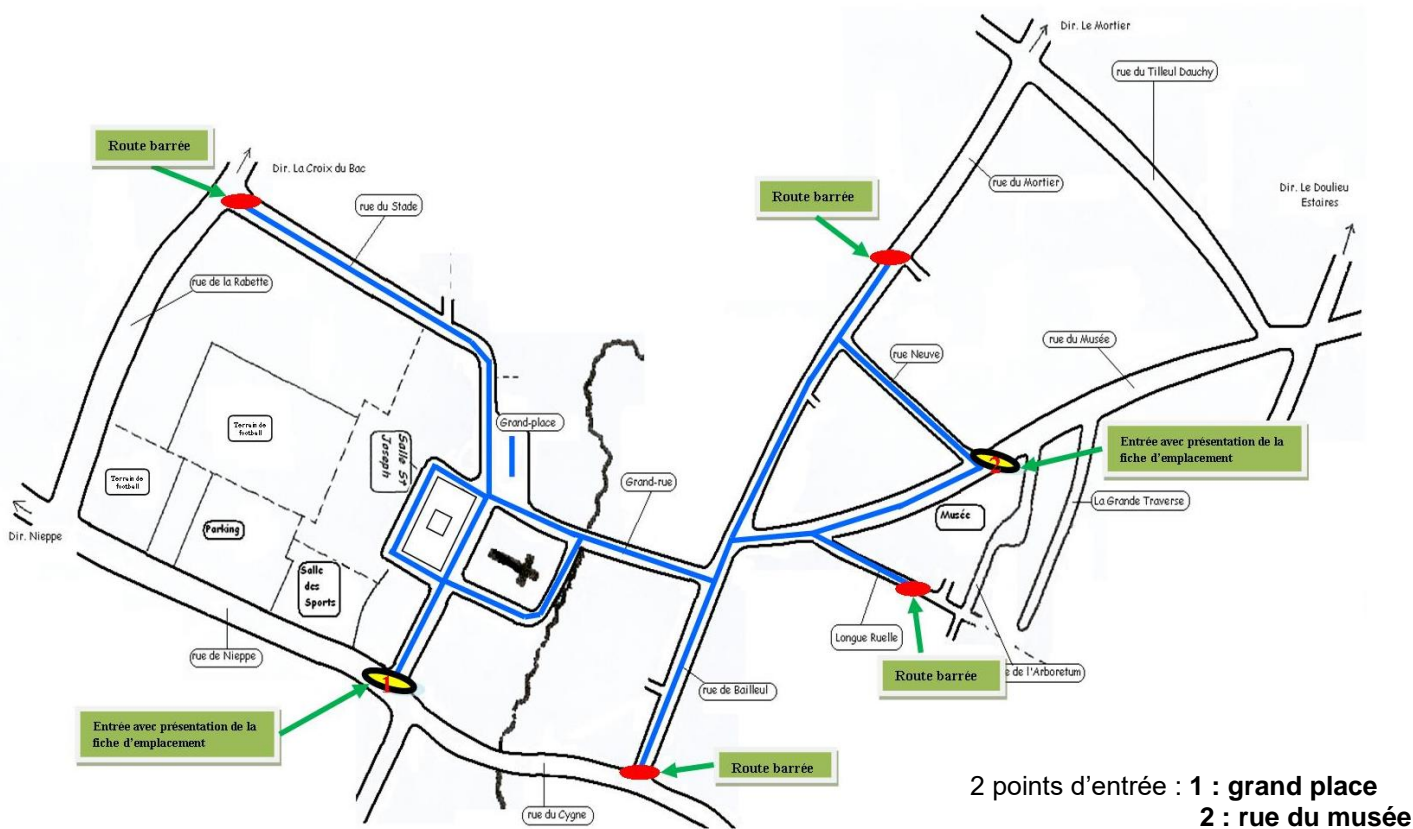 Dir. Le Mortier
rue du Tilleul Dauchy
Route barrée
Dir. La Croix du Bac
rue du Stade
Route barrée
rue du Mortier
Dir. Le Doulieu
Estaires
rue de la Rabette
rue Neuve
rue du Musée
Grand-place
Terrain de
football
Salle St
Joseph
Entrée avec présentation de la
fiche d'emplacement
2
Grand-rue
Terrain de
football
La Grande Traverse
Musée
Parking
Dir. Nieppe
Salle
des
Sports
Longue Ruelle
rue de Nieppe
Route barrée
e de l'Arboretum
1
rue de Bailleul
Entrée avec présentation de la
fiche d'emplacement
Route barrée
rue du Cygne
2 points d'entrée : 1 : grand place
2 : rue du musée